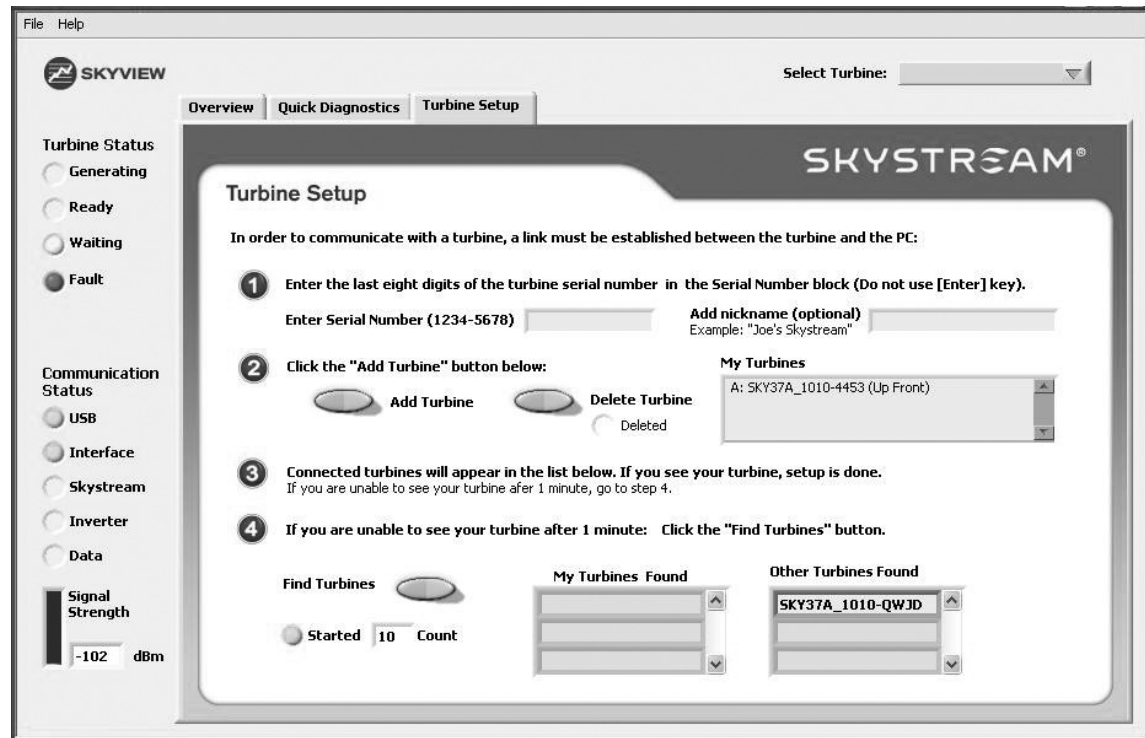 File Help
SKYVIEW
Select Turbine:
Overview Quick Diagnostics Turbine Setup
Turbine Status
Generating
Ready
Waiting
Fault
Communication
Status
USB
Interface
Skystream
Inverter
Data
Signal
Strength
-102 dBm
SKYSTREAM®
Turbine Setup
In order to communicate with a turbine, a link must be established between the turbine and the PC:
1 Enter the last eight digits of the turbine serial number in the Serial Number block (Do not use [Enter] key).
Enter Serial Number (1234-5678)
Add nickname (optional)
Example: "Joe's Skystream"
2 Click the "Add Turbine" button below:
Add Turbine
Delete Turbine
Deleted
My Turbines
A: SKY37A_1010-4453 (Up Front)
3 Connected turbines will appear in the list below. If you see your turbine, setup is done.
If you are unable to see your turbine afer 1 minute, go to step 4.
4 If you are unable to see your turbine after 1 minute: Click the "Find Turbines" button.
Find Turbines
Started 10 Count
My Turbines Found
Other Turbines Found
SKY37A_1010-QWJD